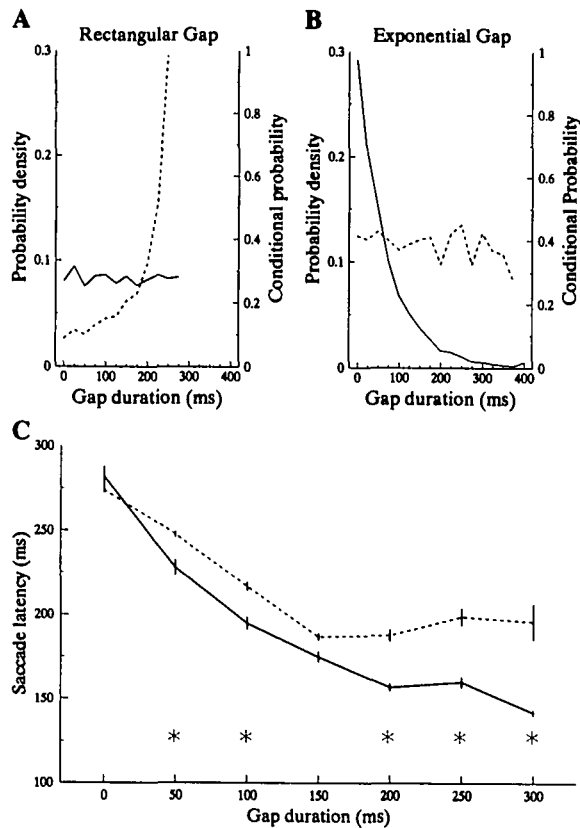 A
Rectangular Gap
0.3
0.2
0.1
0
Probability density
1
0.8
0.6
0.4
0.2
0
Conditional probability
0 100 200 300 400
Gap duration (ms)
B
Exponential Gap
0.3
0.2
0.1
0
Probability density
1
0.8
0.6
0.4
0.2
0
Conditional Probability
0 100 200 300 400
Gap duration (ms)
C
300
250
200
150
100
Saccade latency (ms)
* * * * *
0 50 100 150 200 250 300
Gap duration (ms)